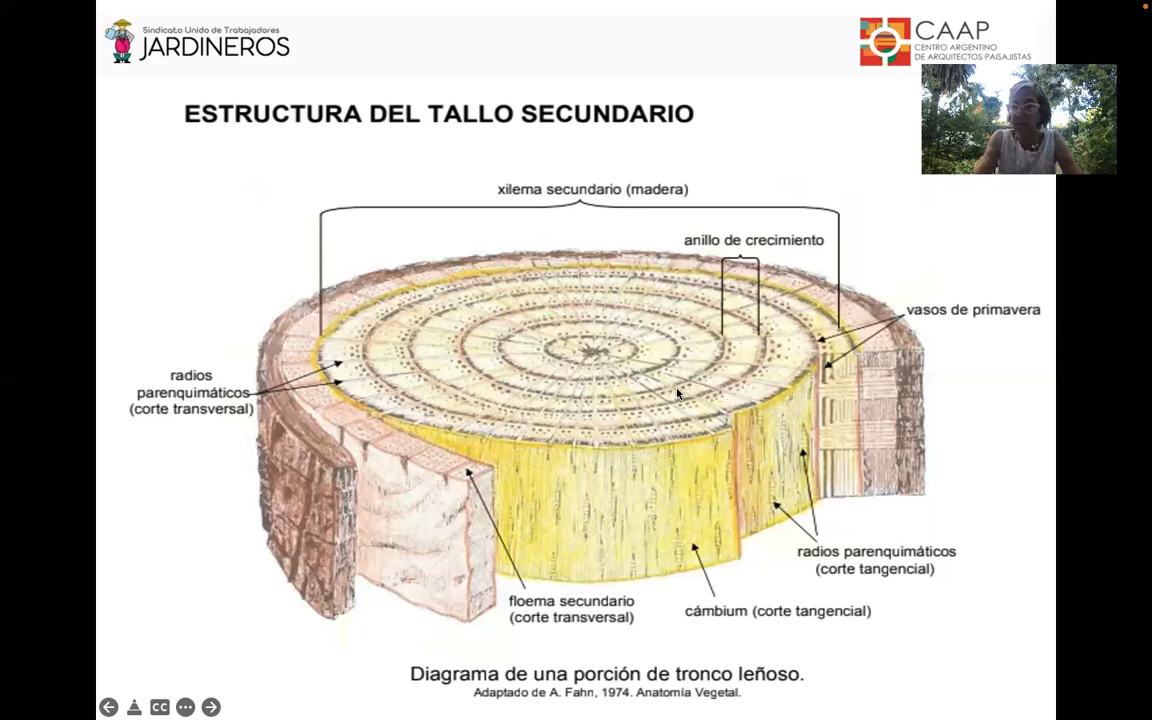 Sindicato Unido de Trabajadores
JARDINEROS
CAAP
CENTRO ARGENTINO
DE ARQUITECTOS PAISAJISTAS
ESTRUCTURA DEL TALLO SECUNDARIO
xilema secundario (madera)
anillo de crecimiento
vasos de primavera
radios
parenquimáticos
(corte transversal)
radios parenquimáticos
(corte tangencial)
floema secundario
(corte transversal)
cámbium (corte tangencial)
Diagrama de una porción de tronco leñoso.
Adaptado de A. Fahn, 1974. Anatomía Vegetal.
CC